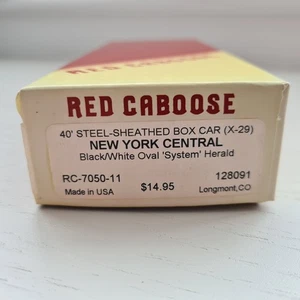 RED CABOOSE
RED CABOOSE
40' STEEL-SHEATHED BOX CAR (X-29)
NEW YORK CENTRAL
Black/White Oval 'System' Herald
RC-7050-11
128091
Made in USA
$14.95
Longmont,CO